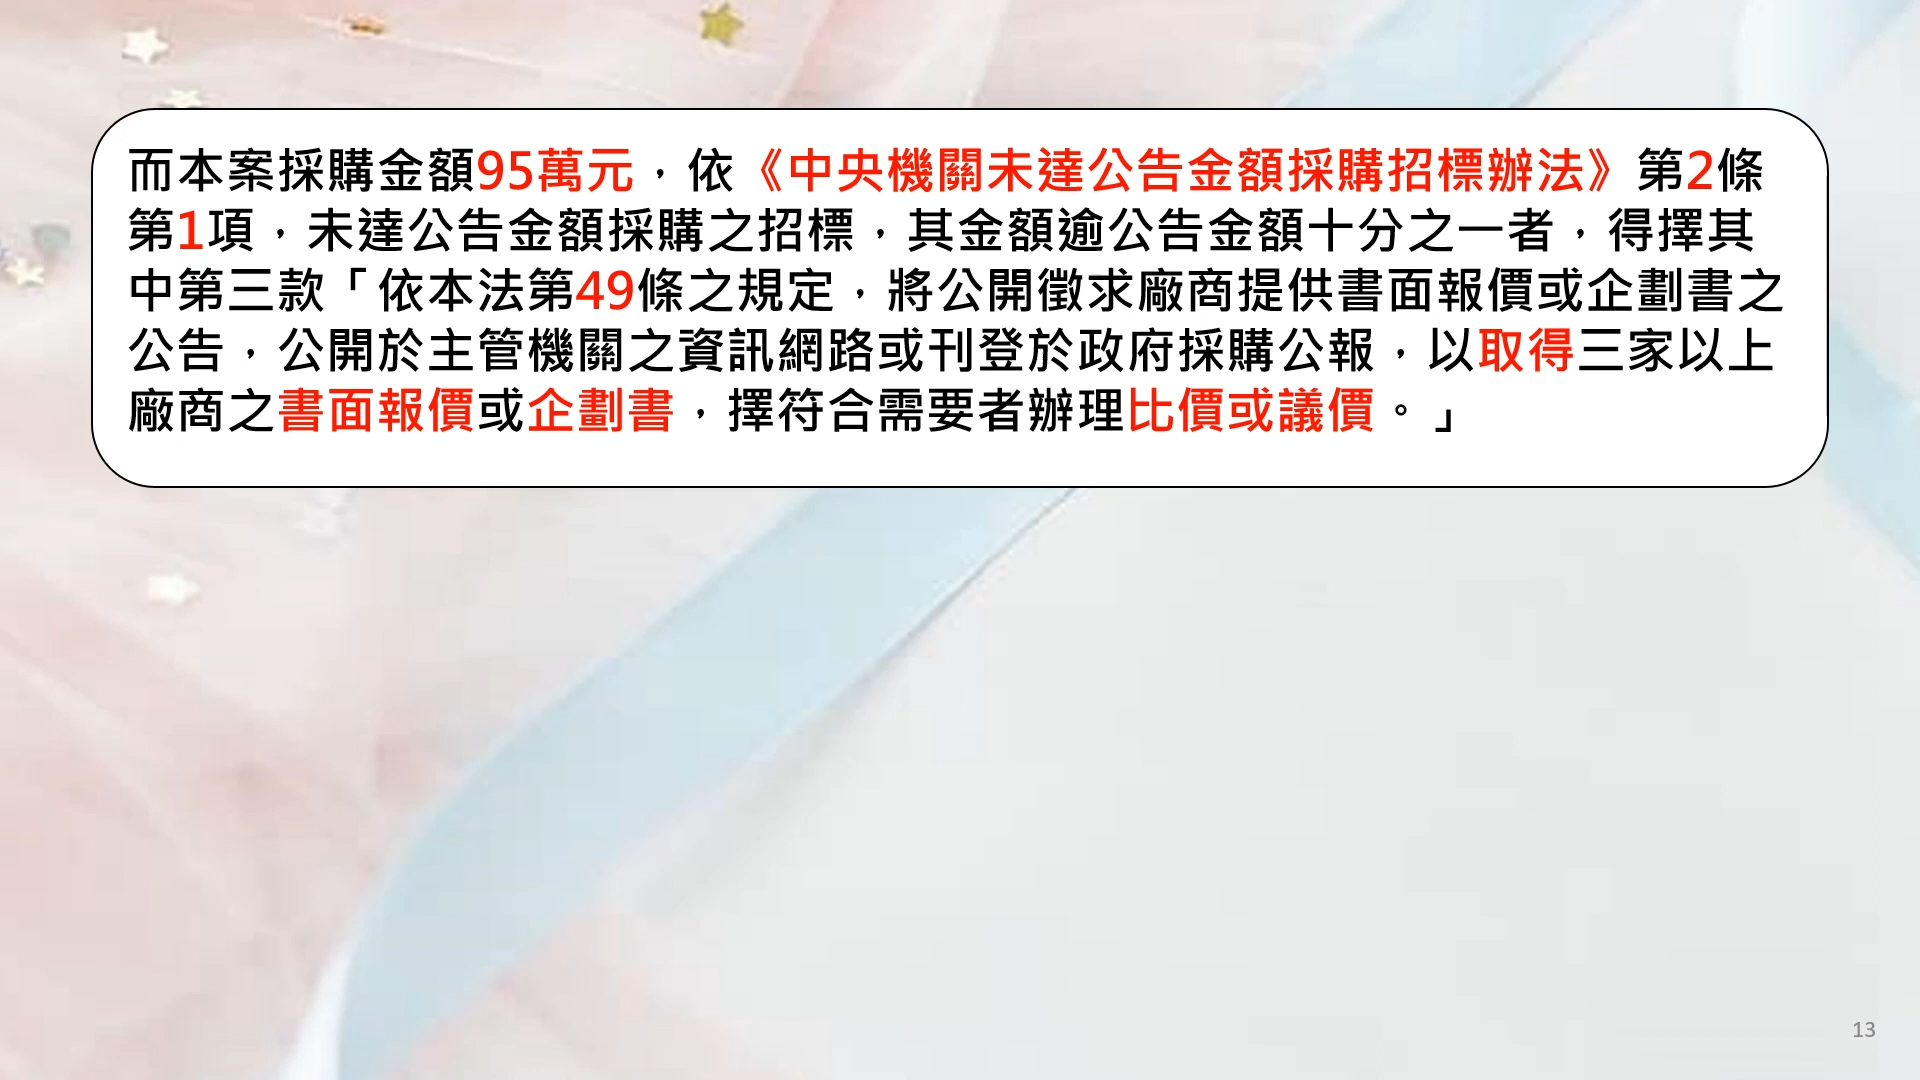 而本案採購金額95萬元，依《中央機關未達公告金額採購招標辦法》第2條
第1項，未達公告金額採購之招標，其金額逾公告金額十分之一者，得擇其
中第三款「依本法第49條之規定，將公開徵求廠商提供書面報價或企劃書之
公告，公開於主管機關之資訊網路或刊登於政府採購公報，以取得三家以上
廠商之書面報價或企劃書，擇符合需要者辦理比價或議價。」
13